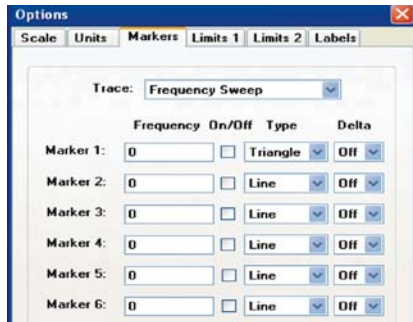 Options
Scale Units Markers Limits 1 Limits 2 Labels
Trace: Frequency Sweep
Frequency On/Off Type Delta
Marker 1: 0 Triangle Off
Marker 2: 0 Line Off
Marker 3: 0 Line Off
Marker 4: 0 Line Off
Marker 5: 0 Line Off
Marker 6: 0 Line Off